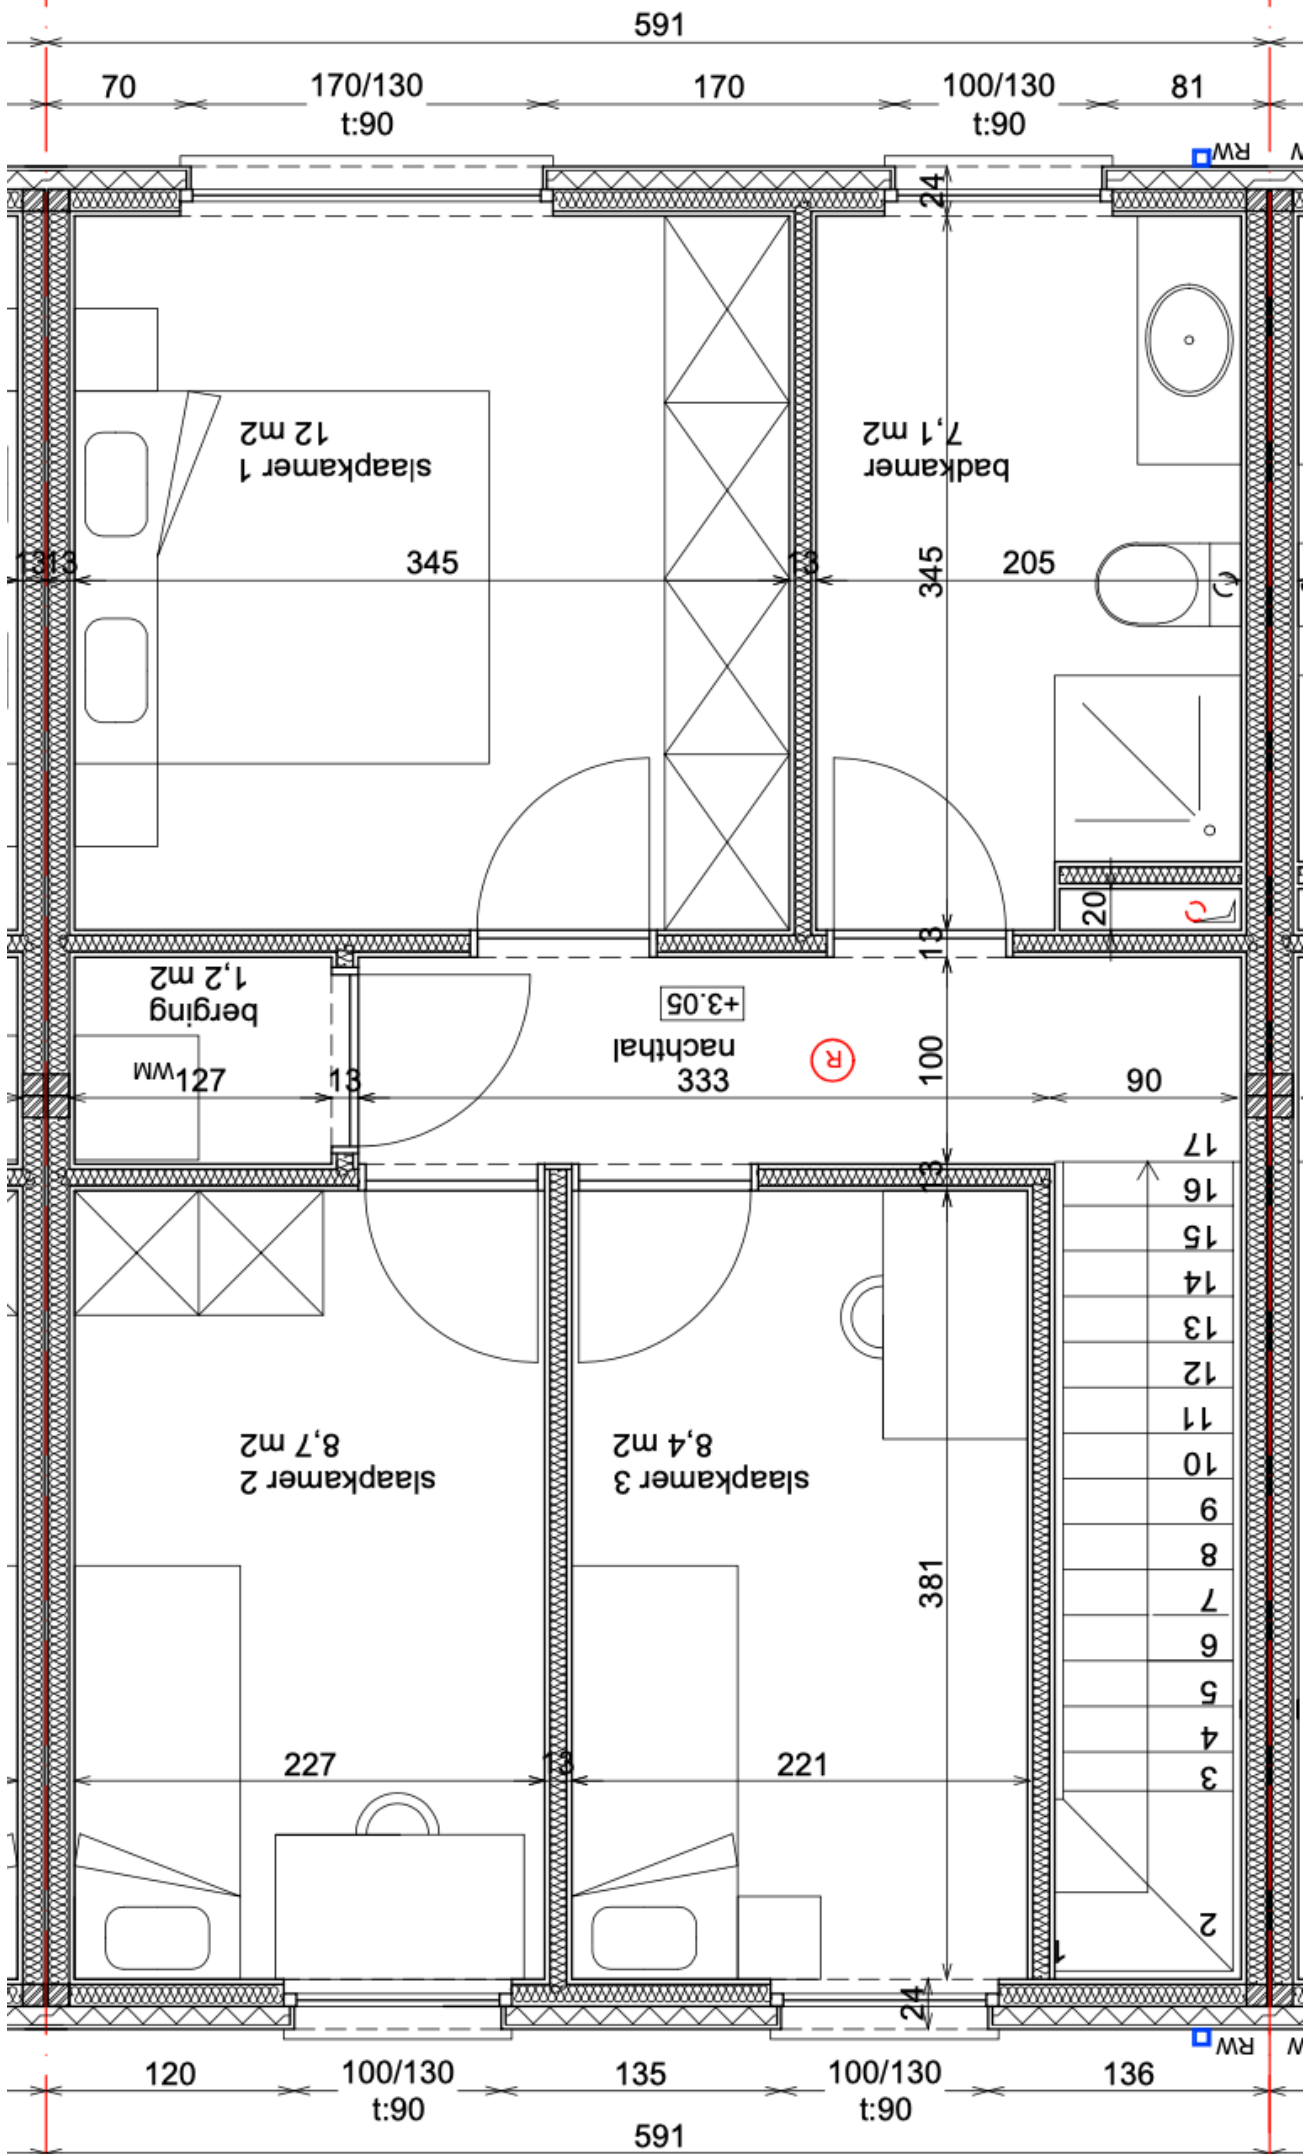 591
70 170/130 170 100/130 81
t:90 t:90
RW
24
slaapkamer 1
12 m2
badkamer
7,1 m2
13 13 345 13 345 205
20
13
berging
1,2 m2
+3.05
nachthal
R
100
WM 127 13 333 90
17
13
16
15
14
13
12
11
10
9
8
7
6
5
4
3
2
1
slaapkamer 2
8,7 m2
slaapkamer 3
8,4 m2
381
227 13 221
24
RW
120 100/130 135 100/130 136
t:90 t:90
591